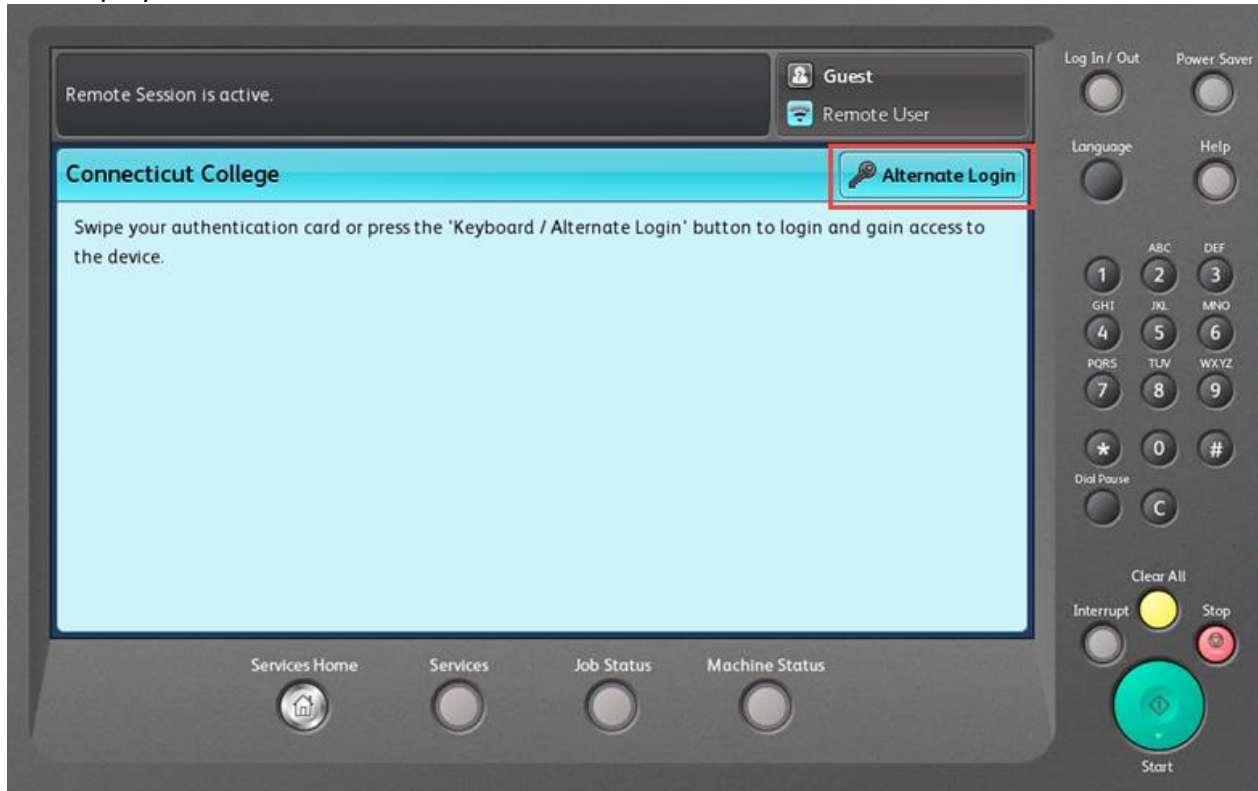 Remote Session is active.
Guest
Remote User
Connecticut College
Alternate Login
Swipe your authentication card or press the 'Keyboard / Alternate Login' button to login and gain access to
the device.
Services Home
Services
Job Status
Machine Status
Log In / Out
Power Saver
Language
Help
ABC
DEF
1
2
3
GHI
JKL
MNO
4
5
6
PQRS
TUV
WXYZ
7
8
9
*
0
#
Dial Pause
C
Clear All
Interrupt
Stop
Start